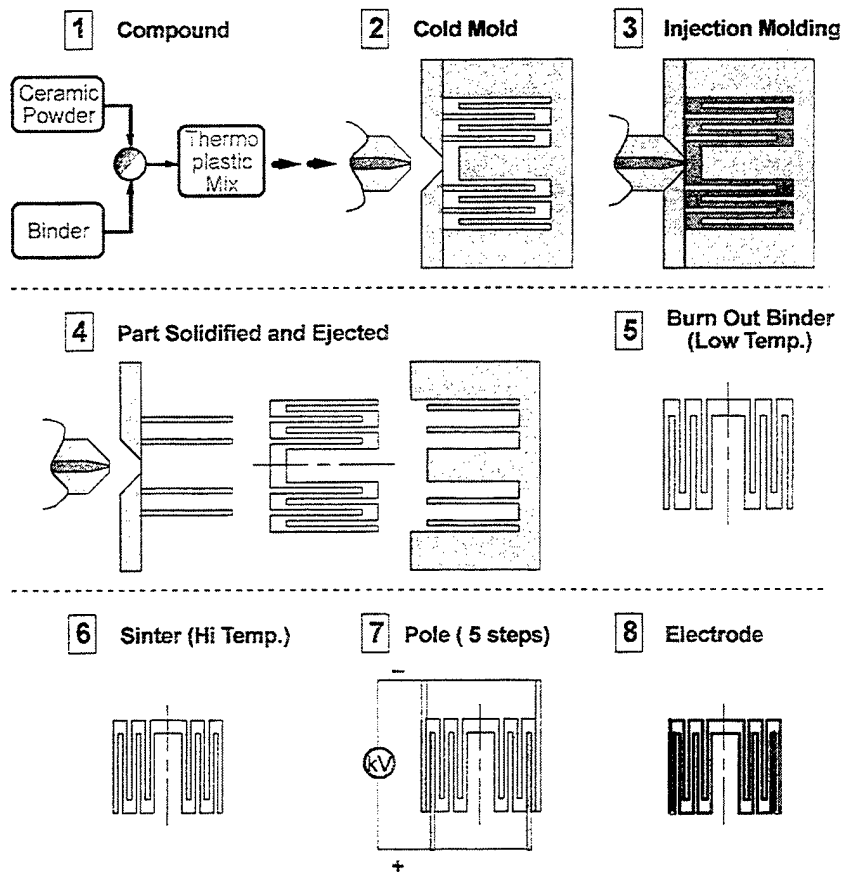 1 Compound
2 Cold Mold
3 Injection Molding
Ceramic
Powder
Thermo
plastic
Mix
Binder
4 Part Solidified and Ejected
5 Burn Out Binder
(Low Temp.)
6 Sinter (Hi Temp.)
7 Pole ( 5 steps)
8 Electrode
−
kV
+